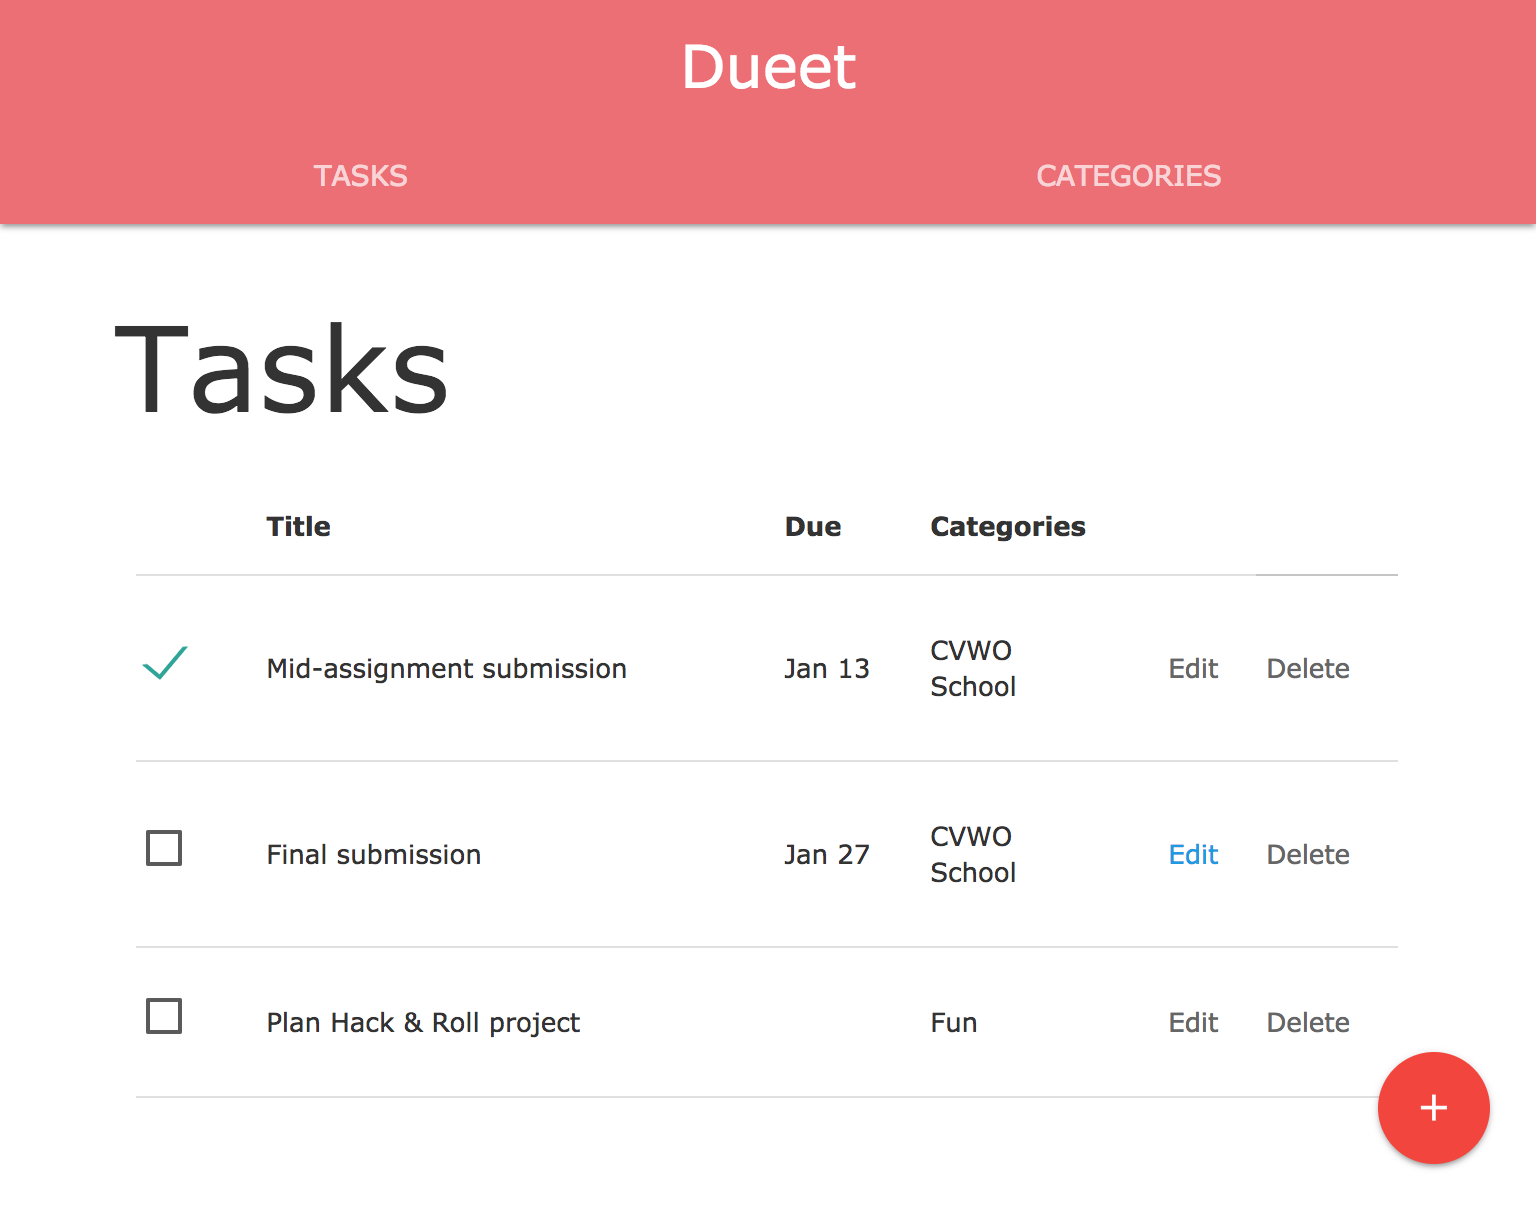 Dueet
TASKS CATEGORIES
Tasks
Title Due Categories
Mid-assignment submission Jan 13 CVWO School Edit Delete
Final submission Jan 27 CVWO School Edit Delete
Plan Hack & Roll project Fun Edit Delete
+